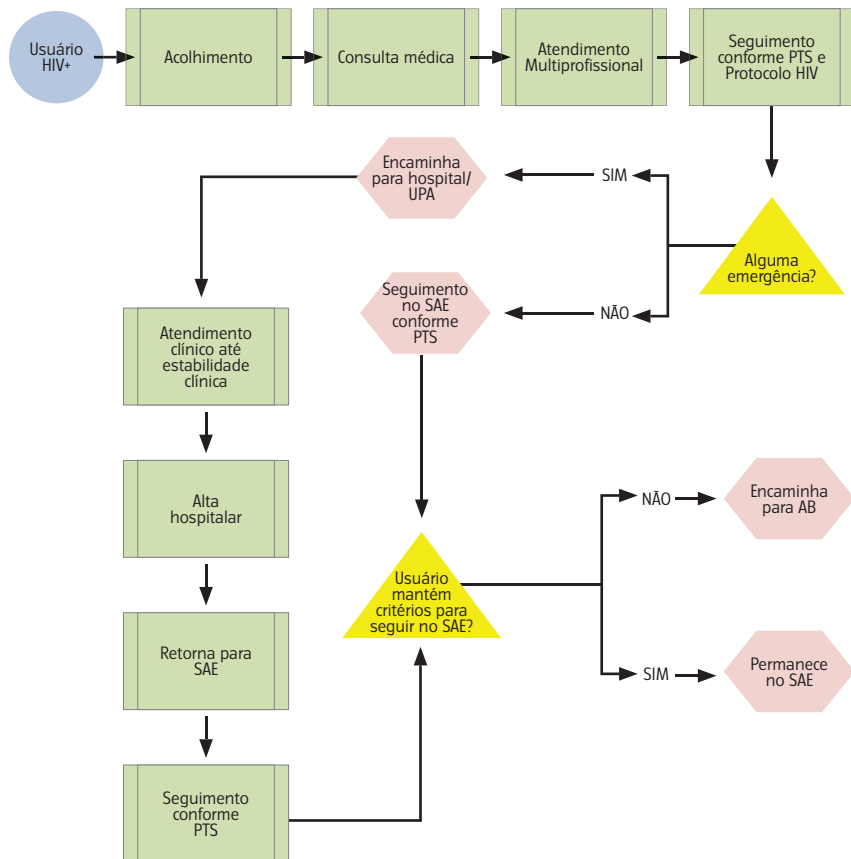 Usuário
HIV+
Acolhimento
Consulta médica
Atendimento
Multiprofissional
Seguimento
conforme PTS e
Protocolo HIV
Encaminha
para hospital/
UPA
SIM
Alguma
emergência?
Seguimento
no SAE
conforme
PTS
NÃO
Atendimento
clínico até
estabilidade
clínica
Alta
hospitalar
Usuário
mantém
critérios para
seguir no SAE?
NÃO
Encaminha
para AB
Retorna para
SAE
SIM
Permanece
no SAE
Seguimento
conforme
PTS